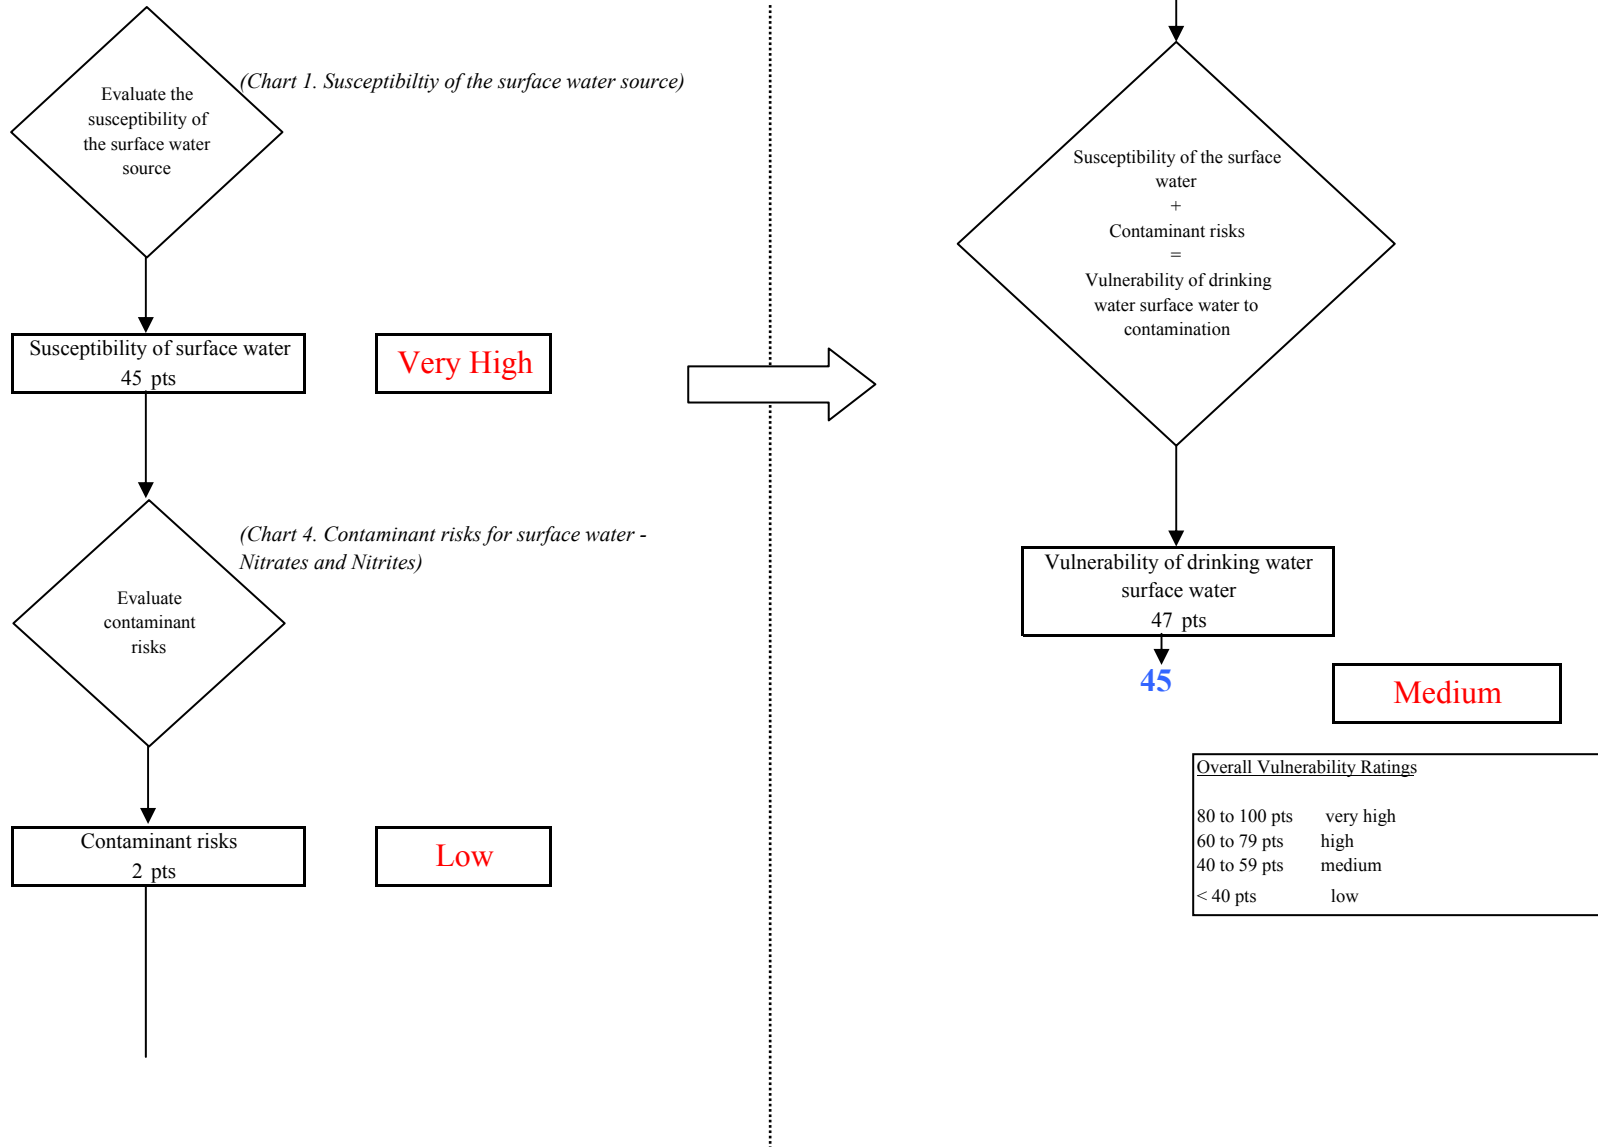 Evaluate the
susceptibility of
the surface water
source
(Chart 1. Susceptibiltiy of the surface water source)
Susceptibility of surface water
45 pts
Very High
(Chart 4. Contaminant risks for surface water -
Nitrates and Nitrites)
Evaluate
contaminant
risks
Contaminant risks
2 pts
Low
Susceptibility of the surface
water
+
Contaminant risks
=
Vulnerability of drinking
water surface water to
contamination
Vulnerability of drinking water
surface water
47 pts
45
Medium
Overall Vulnerability Ratings
80 to 100 pts very high
60 to 79 pts high
40 to 59 pts medium
< 40 pts low